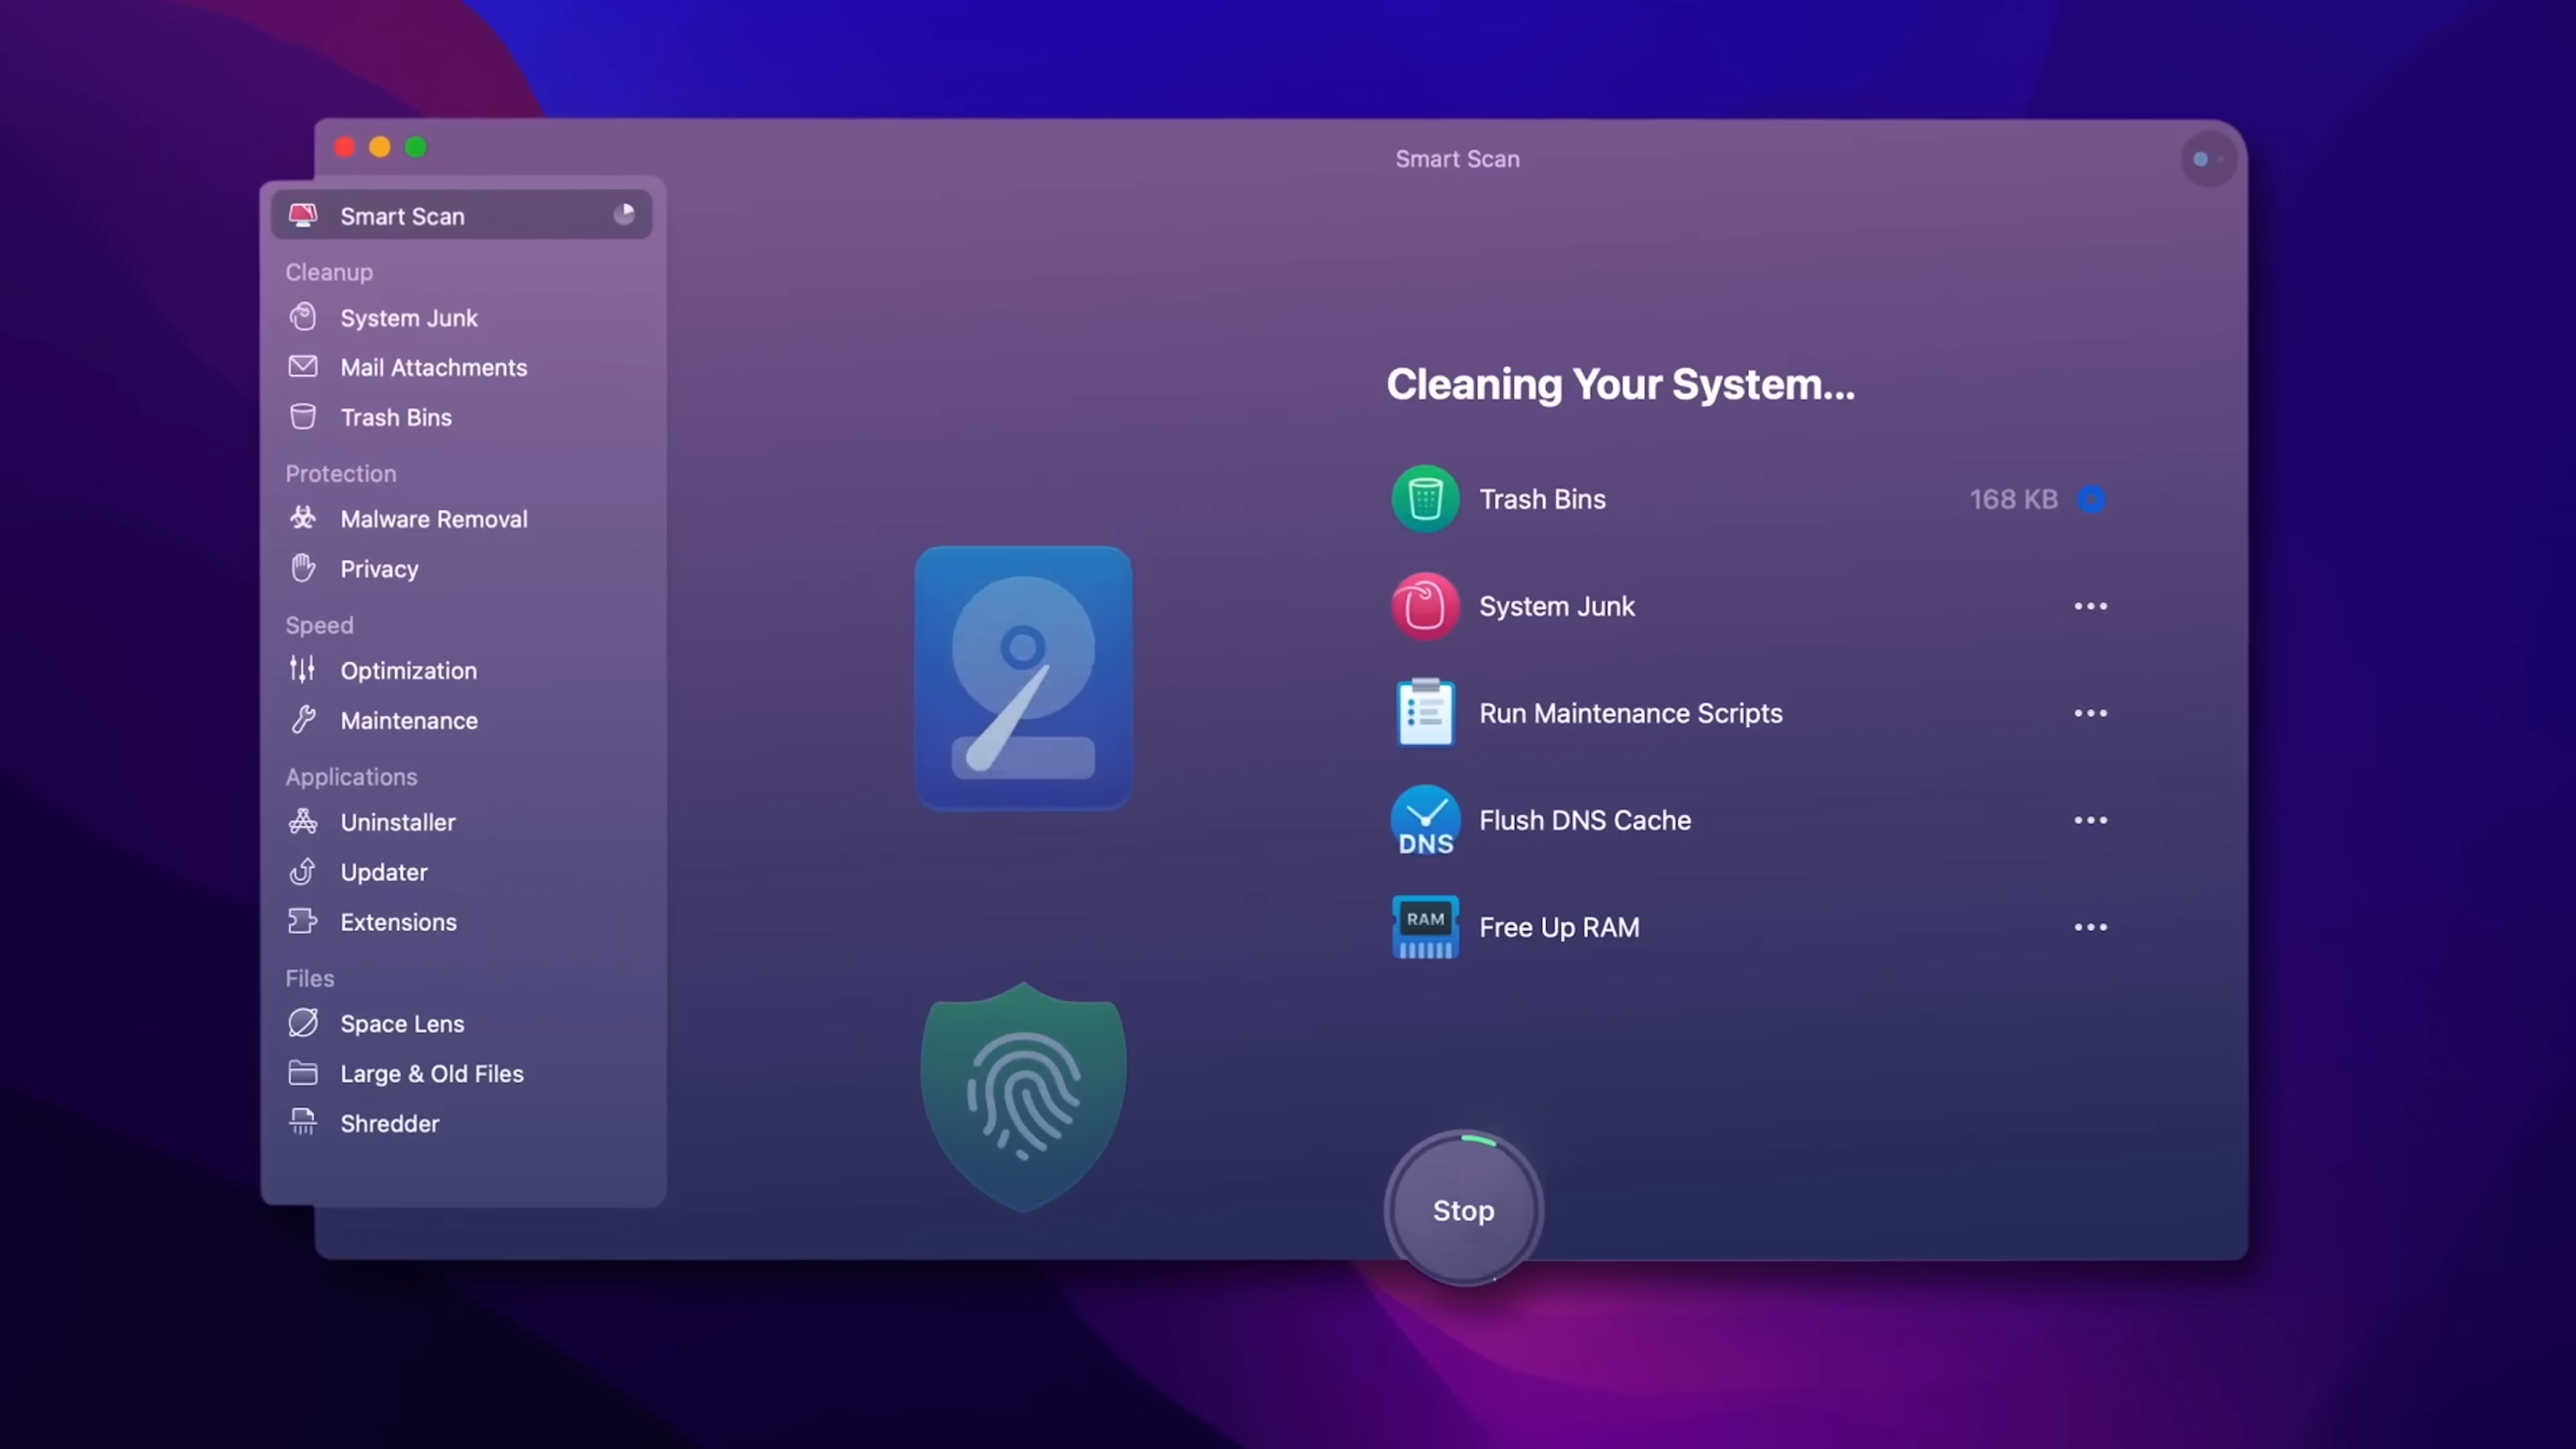 Smart Scan
Smart Scan
Cleanup
System Junk
Mail Attachments
Trash Bins
Protection
Malware Removal
Privacy
Speed
Optimization
Maintenance
Applications
Uninstaller
Updater
Extensions
Files
Space Lens
Large & Old Files
Shredder
Cleaning Your System...
Trash Bins 168 KB
System Junk
Run Maintenance Scripts
DNS Flush DNS Cache
RAM Free Up RAM
Stop